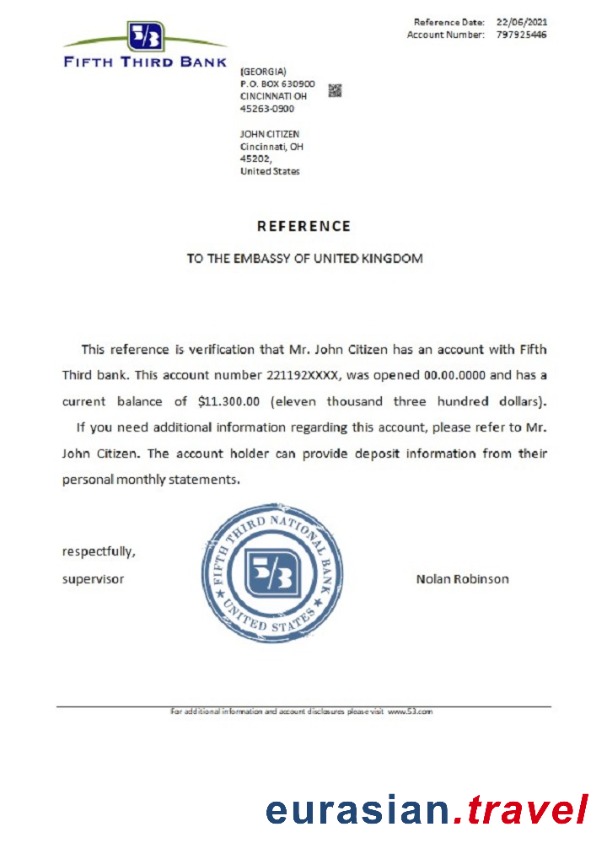 Reference Date: 22/06/2021
Account Number: 797925446
5/3
FIFTH THIRD BANK
(GEORGIA)
P.O. BOX 630900
CINCINNATI OH
45263-0900
JOHN CITIZEN
Cincinnati, OH
45202,
United States
REFERENCE
TO THE EMBASSY OF UNITED KINGDOM
This reference is verification that Mr. John Citizen has an account with Fifth
Third bank. This account number 221192XXXX, was opened 00.00.0000 and has a
current balance of $11.300.00 (eleven thousand three hundred dollars).
If you need additional information regarding this account, please refer to Mr.
John Citizen. The account holder can provide deposit information from their
personal monthly statements.
respectfully,
supervisor
FIFTH THIRD NATIONAL BANK
5/3
UNITED STATES
Nolan Robinson
For additional information and account disclosures please visit www.53.com
eurasian.travel